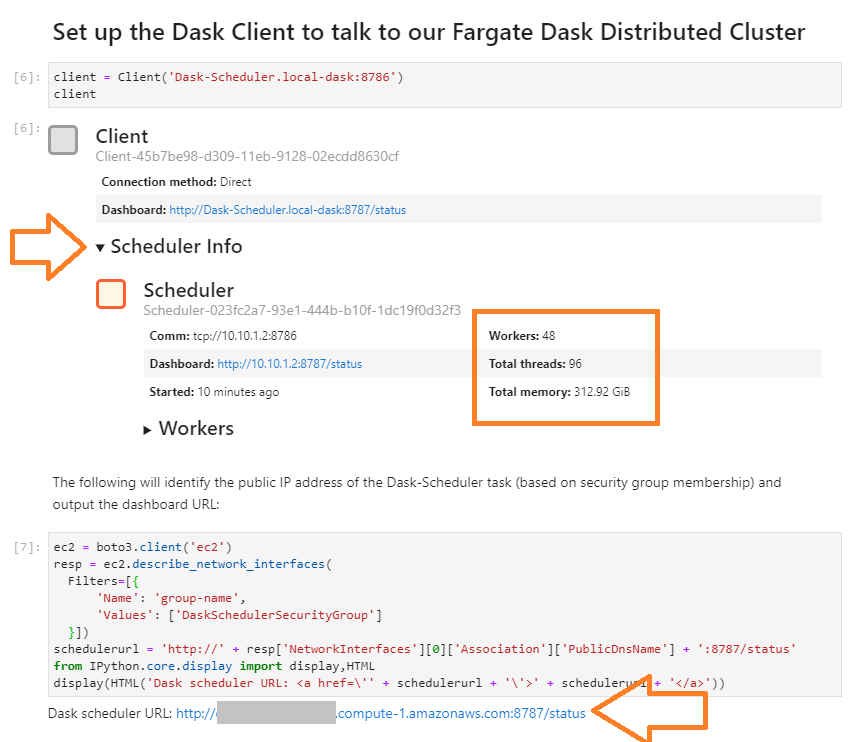 Set up the Dask Client to talk to our Fargate Dask Distributed Cluster
[6]: client = Client('Dask-Scheduler.local-dask:8786')
client
[6]:
Client
Client-45b7be98-d309-11eb-9128-02ecdd8630cf
Connection method: Direct
Dashboard: http://Dask-Scheduler.local-dask:8787/status
▾ Scheduler Info
Scheduler
Scheduler-023fc2a7-93e1-444b-b10f-1dc19f0d32f3
Comm: tcp://10.10.1.2:8786 Workers: 48
Dashboard: http://10.10.1.2:8787/status Total threads: 96
Started: 10 minutes ago Total memory: 312.92 GiB
▸ Workers
The following will identify the public IP address of the Dask-Scheduler task (based on security group membership) and
output the dashboard URL:
[7]: ec2 = boto3.client('ec2')
resp = ec2.describe_network_interfaces(
  Filters=[{
      'Name': 'group-name',
      'Values': ['DaskSchedulerSecurityGroup']
  }])
schedulerurl = 'http://' + resp['NetworkInterfaces'][0]['Association']['PublicDnsName'] + ':8787/status'
from IPython.core.display import display,HTML
display(HTML('Dask scheduler URL: <a href=\'' + schedulerurl + '\'>' + schedulerurl + '</a>'))
Dask scheduler URL: http:// .compute-1.amazonaws.com:8787/status